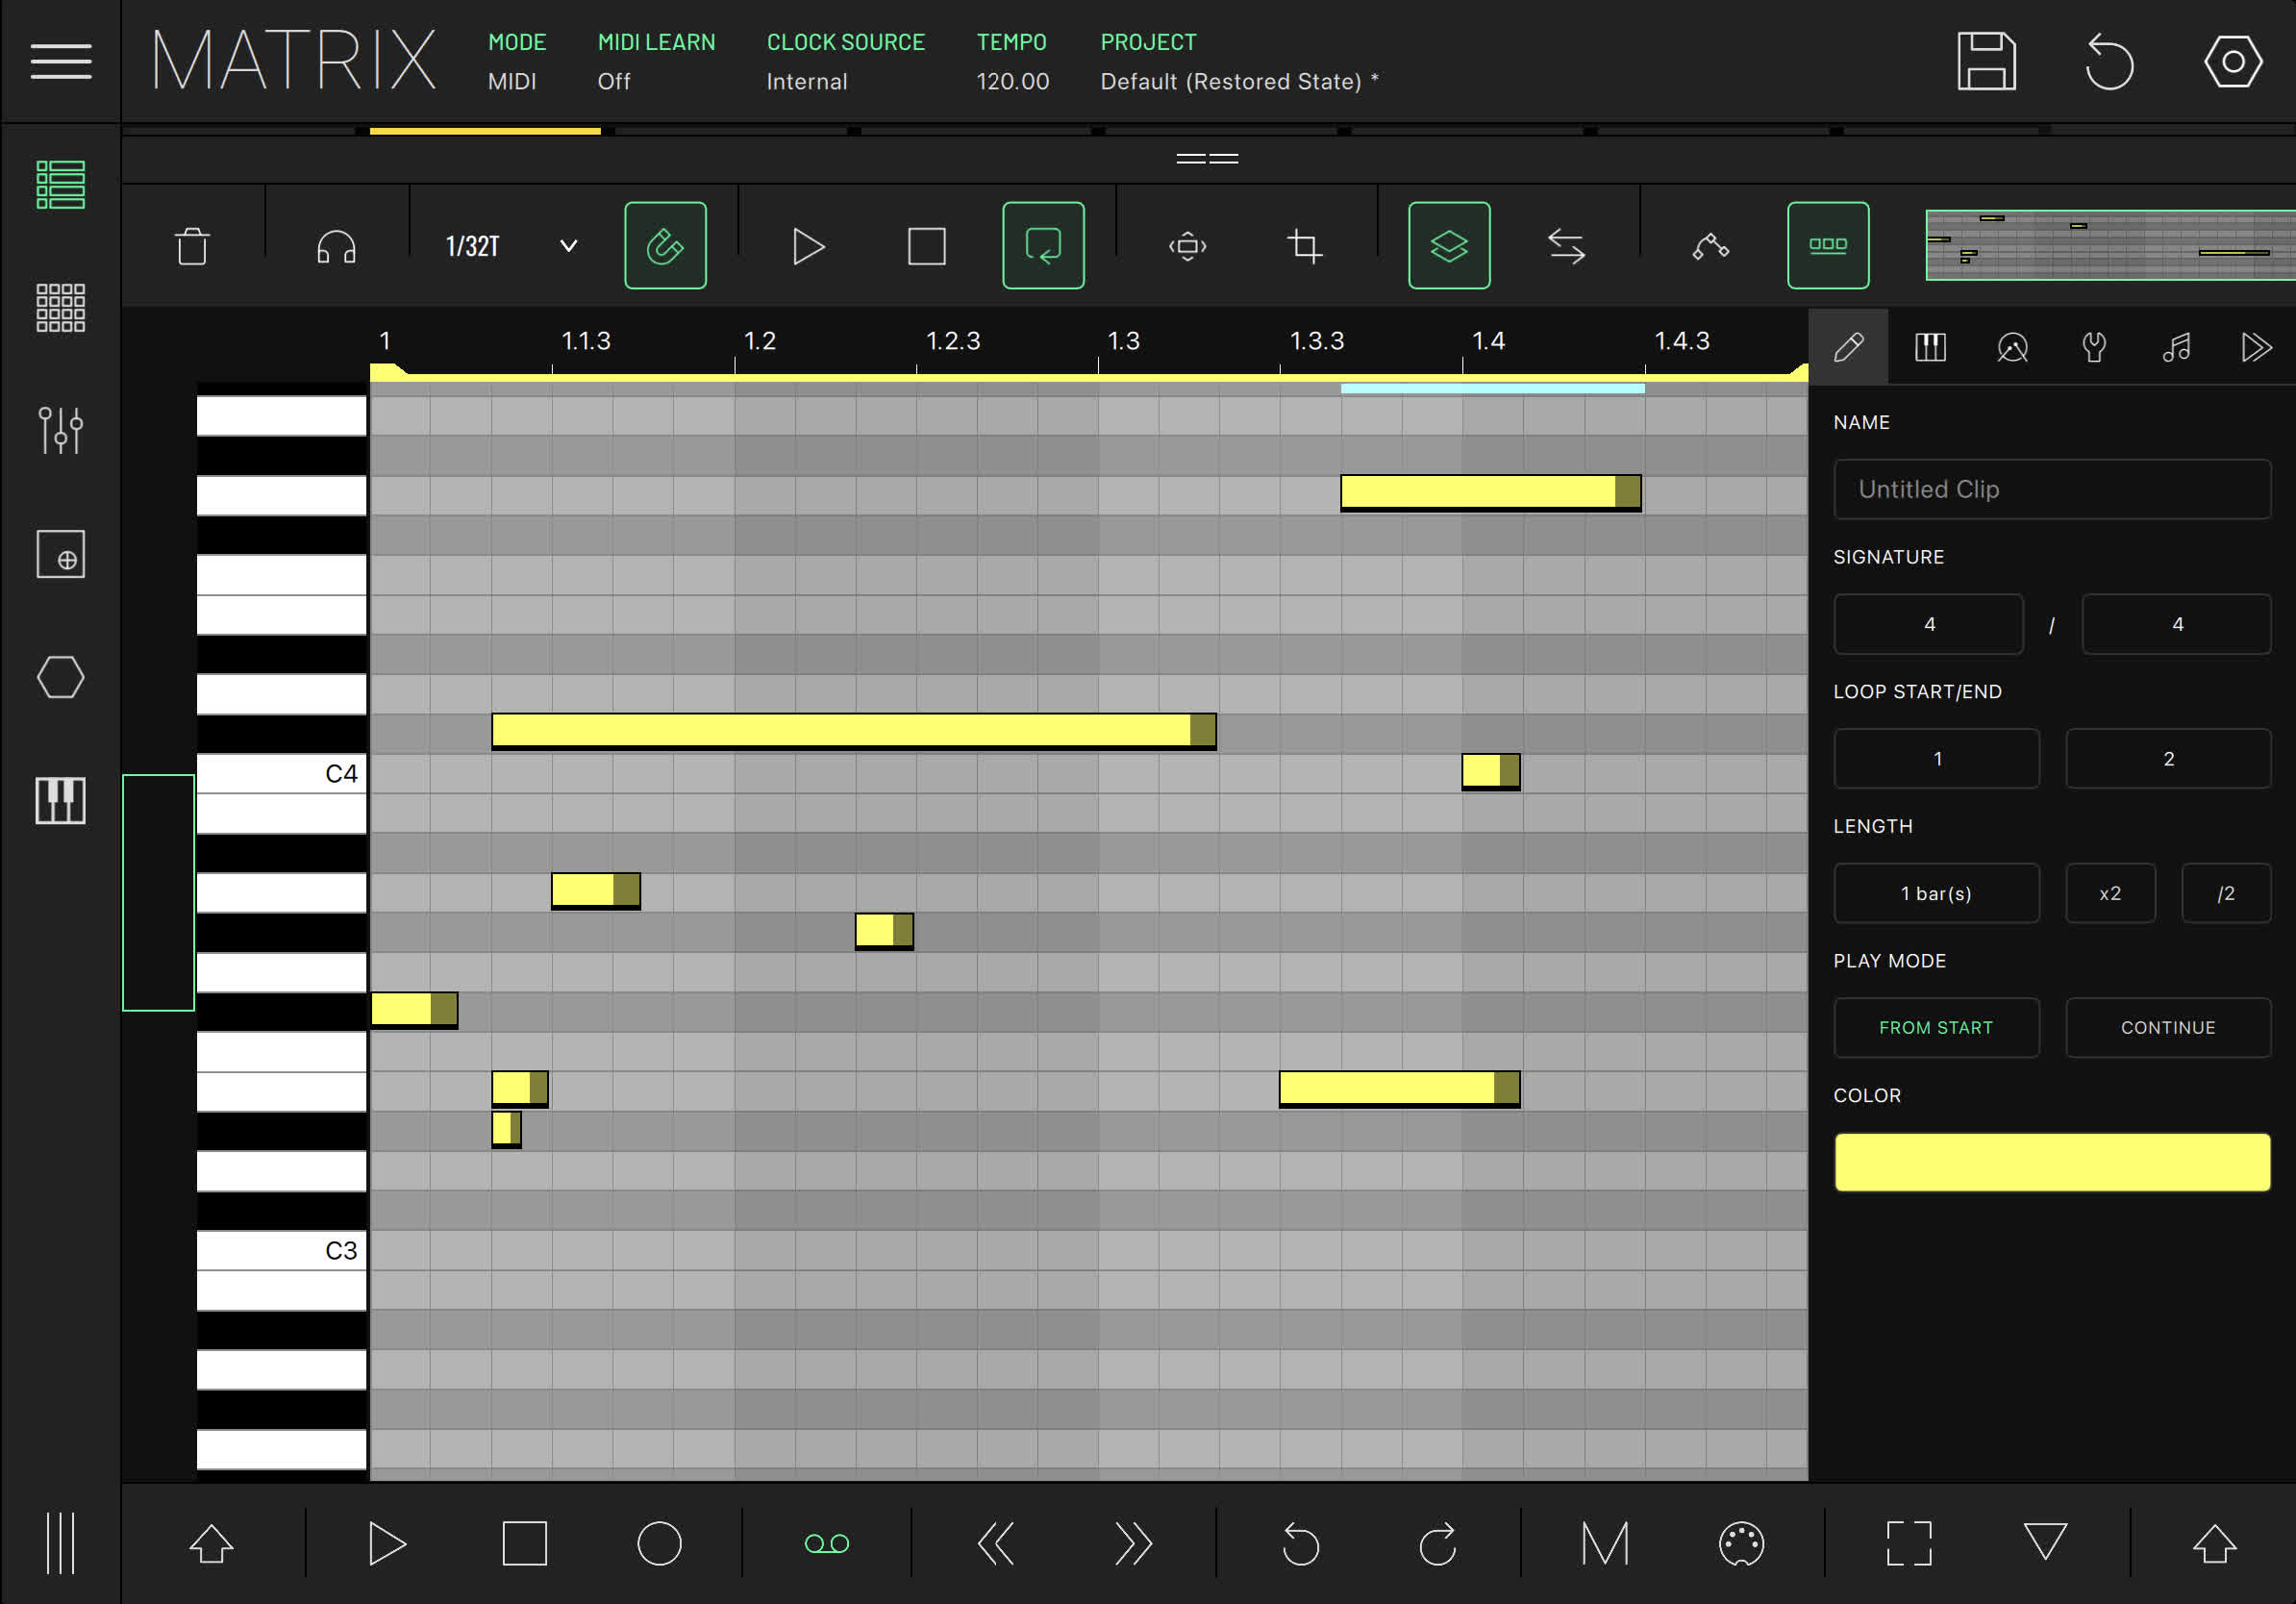 MATRIX
MODE MIDI LEARN CLOCK SOURCE TEMPO PROJECT
MIDI Off Internal 120.00 Default (Restored State) *
1/32T
1 1.1.3 1.2 1.2.3 1.3 1.3.3 1.4 1.4.3
NAME
Untitled Clip
SIGNATURE
4 / 4
LOOP START/END
1 2
C4
LENGTH
1 bar(s) x2 /2
PLAY MODE
FROM START CONTINUE
COLOR
C3
M